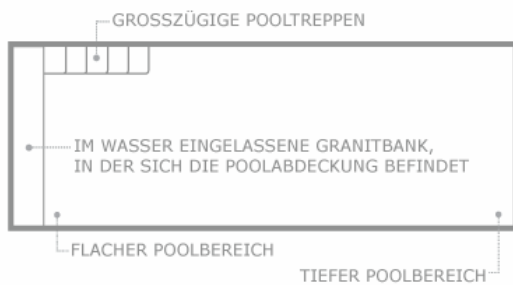 GROSSZÜGIGE POOLTREPPEN
IM WASSER EINGELASSENE GRANITBANK,
IN DER SICH DIE POOLABDECKUNG BEFINDET
FLACHER POOLBEREICH
TIEFER POOLBEREICH